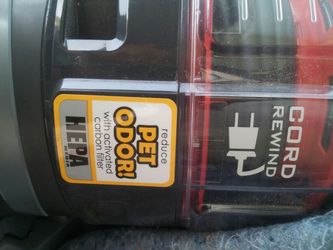 reduce
PET
ODOR!
with activated
carbon filter
HEPA
CORD
REWIND